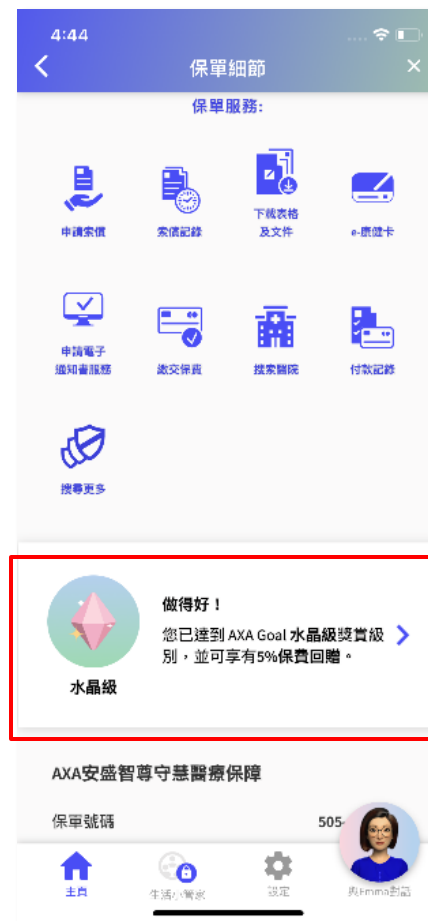 4:44
保單細節
保單服務:
申請索償
索償記錄
下載表格
及文件
e-康健卡
申請電子
通知書服務
繳交保費
搜索醫院
付款記錄
搜尋更多
做得好！
您已達到 AXA Goal 水晶級獎賞級
別，並可享有5%保費回贈。
水晶級
AXA安盛智尊守慧醫療保障
保單號碼
505-
主頁
生活小管家
設定
與Emma對話